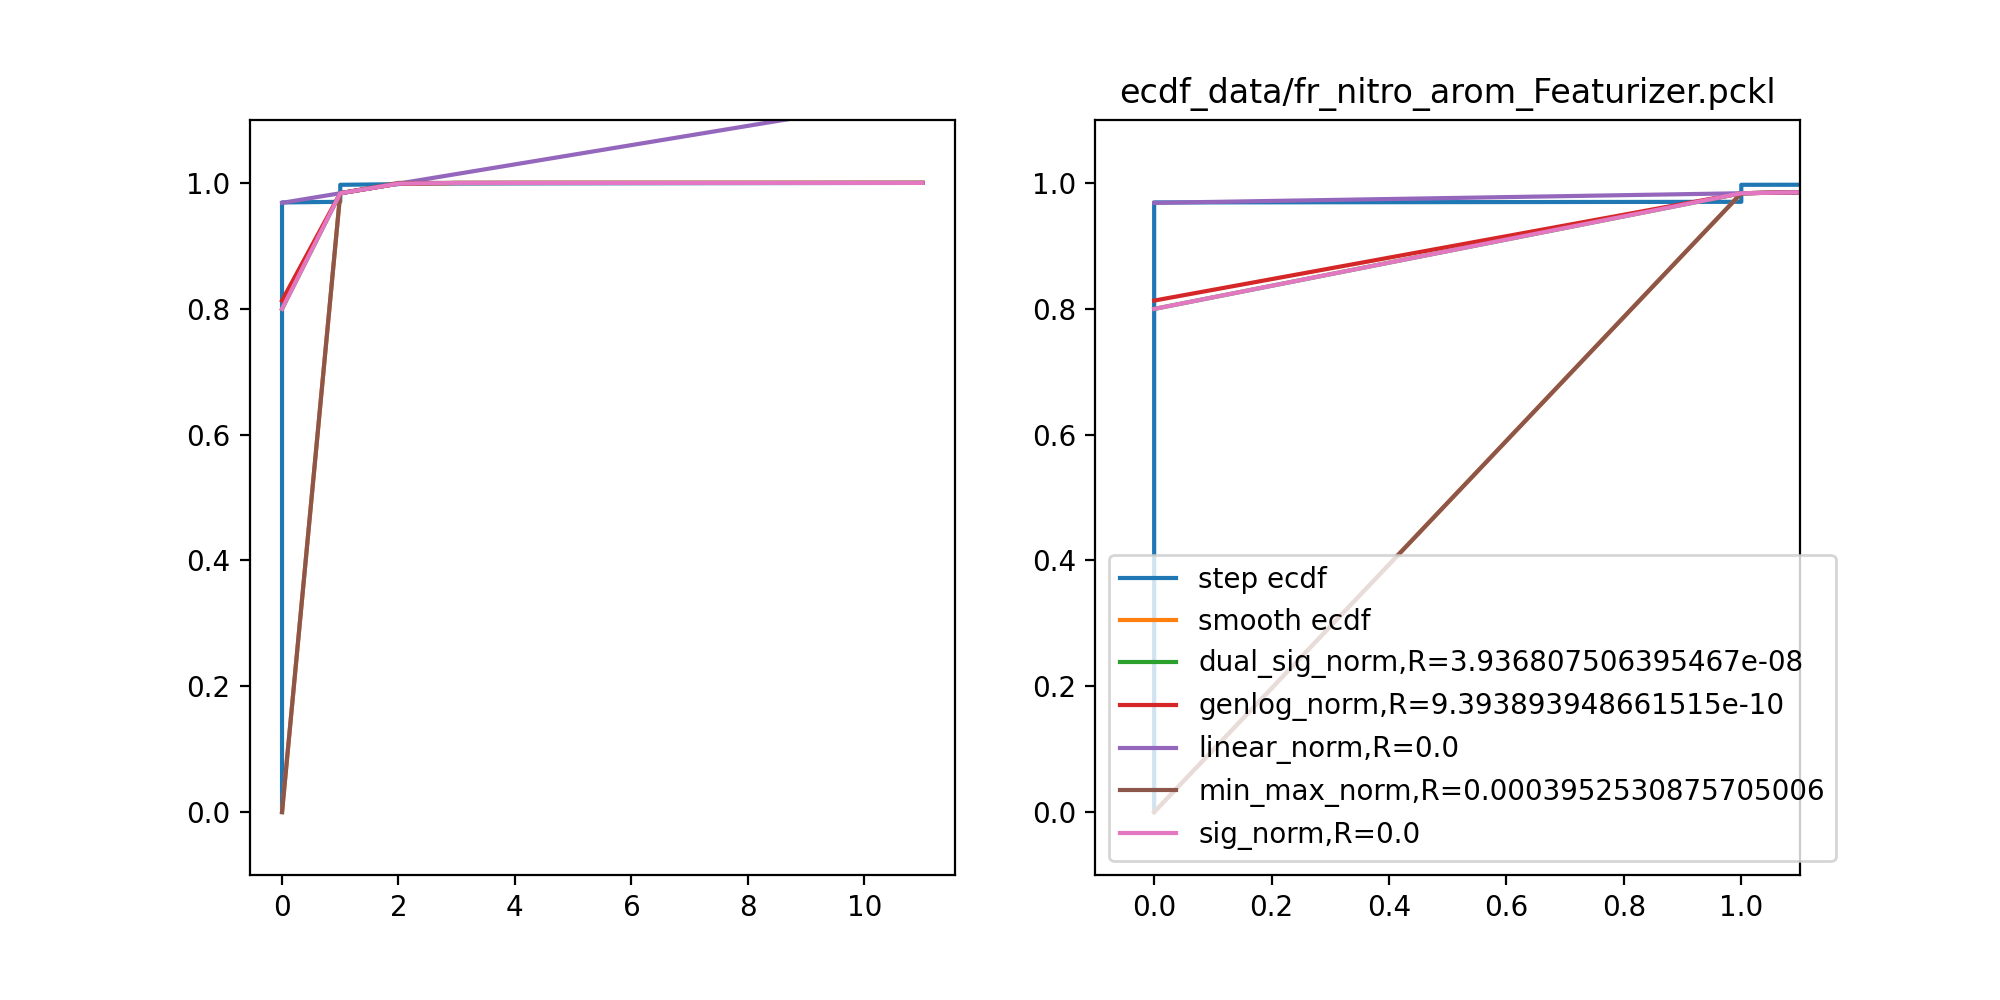 ecdf_data/fr_nitro_arom_Featurizer.pckl
1.0
0.8
0.6
0.4
0.2
0.0
0 2 4 6 8 10
1.0
0.8
0.6
0.4
0.2
0.0
0.0 0.2 0.4 0.6 0.8 1.0
step ecdf
smooth ecdf
dual_sig_norm,R=3.936807506395467e-08
genlog_norm,R=9.393893948661515e-10
linear_norm,R=0.0
min_max_norm,R=0.0003952530875705006
sig_norm,R=0.0